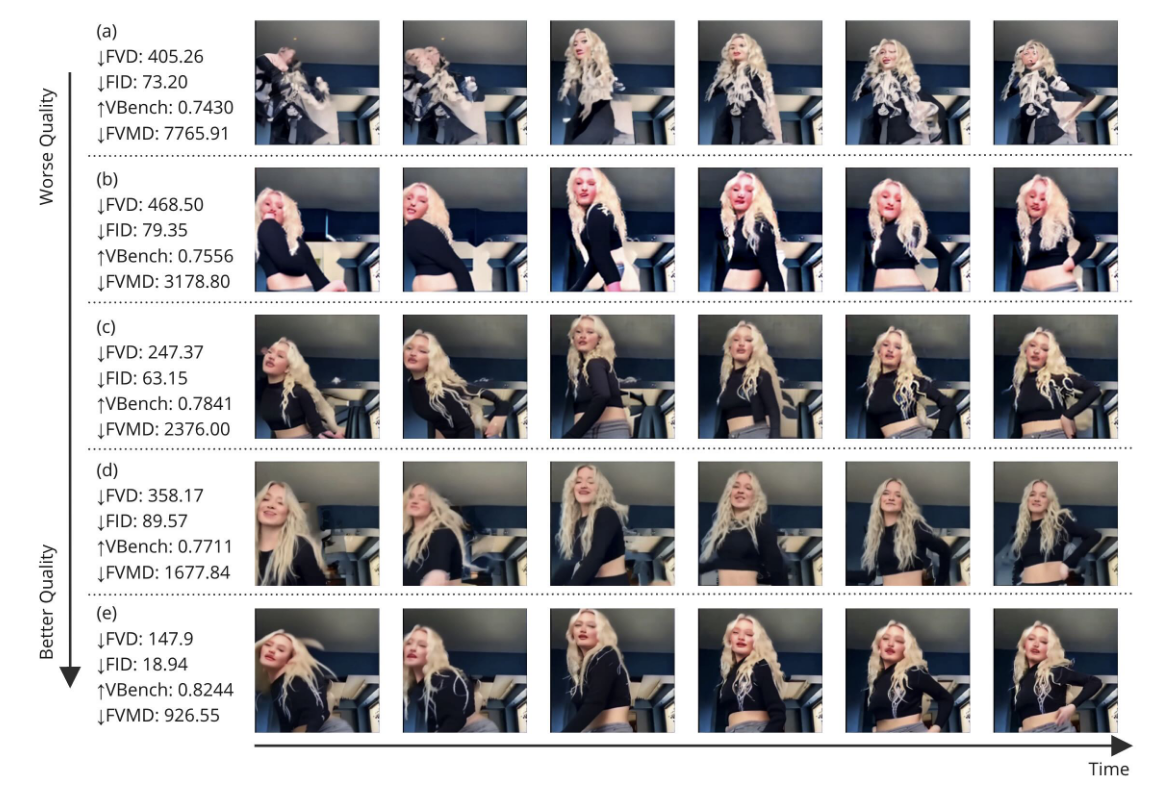 Worse Quality
Better Quality
(a)
↓FVD: 405.26
↓FID: 73.20
↑VBench: 0.7430
↓FVMD: 7765.91
(b)
↓FVD: 468.50
↓FID: 79.35
↑VBench: 0.7556
↓FVMD: 3178.80
(c)
↓FVD: 247.37
↓FID: 63.15
↑VBench: 0.7841
↓FVMD: 2376.00
(d)
↓FVD: 358.17
↓FID: 89.57
↑VBench: 0.7711
↓FVMD: 1677.84
(e)
↓FVD: 147.9
↓FID: 18.94
↑VBench: 0.8244
↓FVMD: 926.55
Time